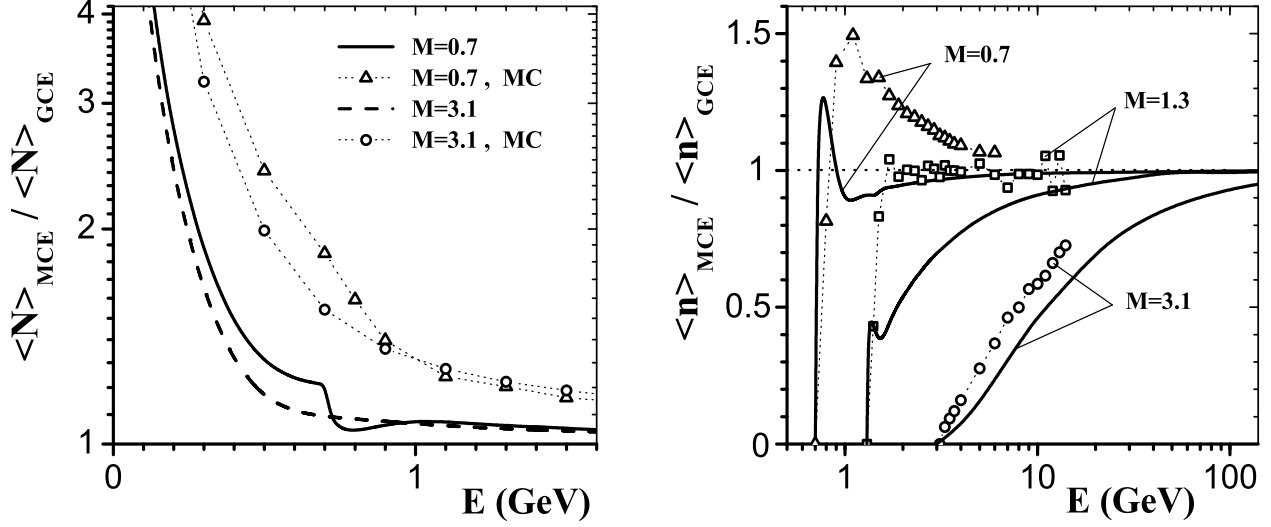 <N>MCE / <N>GCE
4
3
2
1
M=0.7
M=0.7 , MC
M=3.1
M=3.1 , MC
0
1
E (GeV)
<n>MCE / <n>GCE
1.5
1
0.5
0
M=0.7
M=1.3
M=3.1
1
10
100
E (GeV)